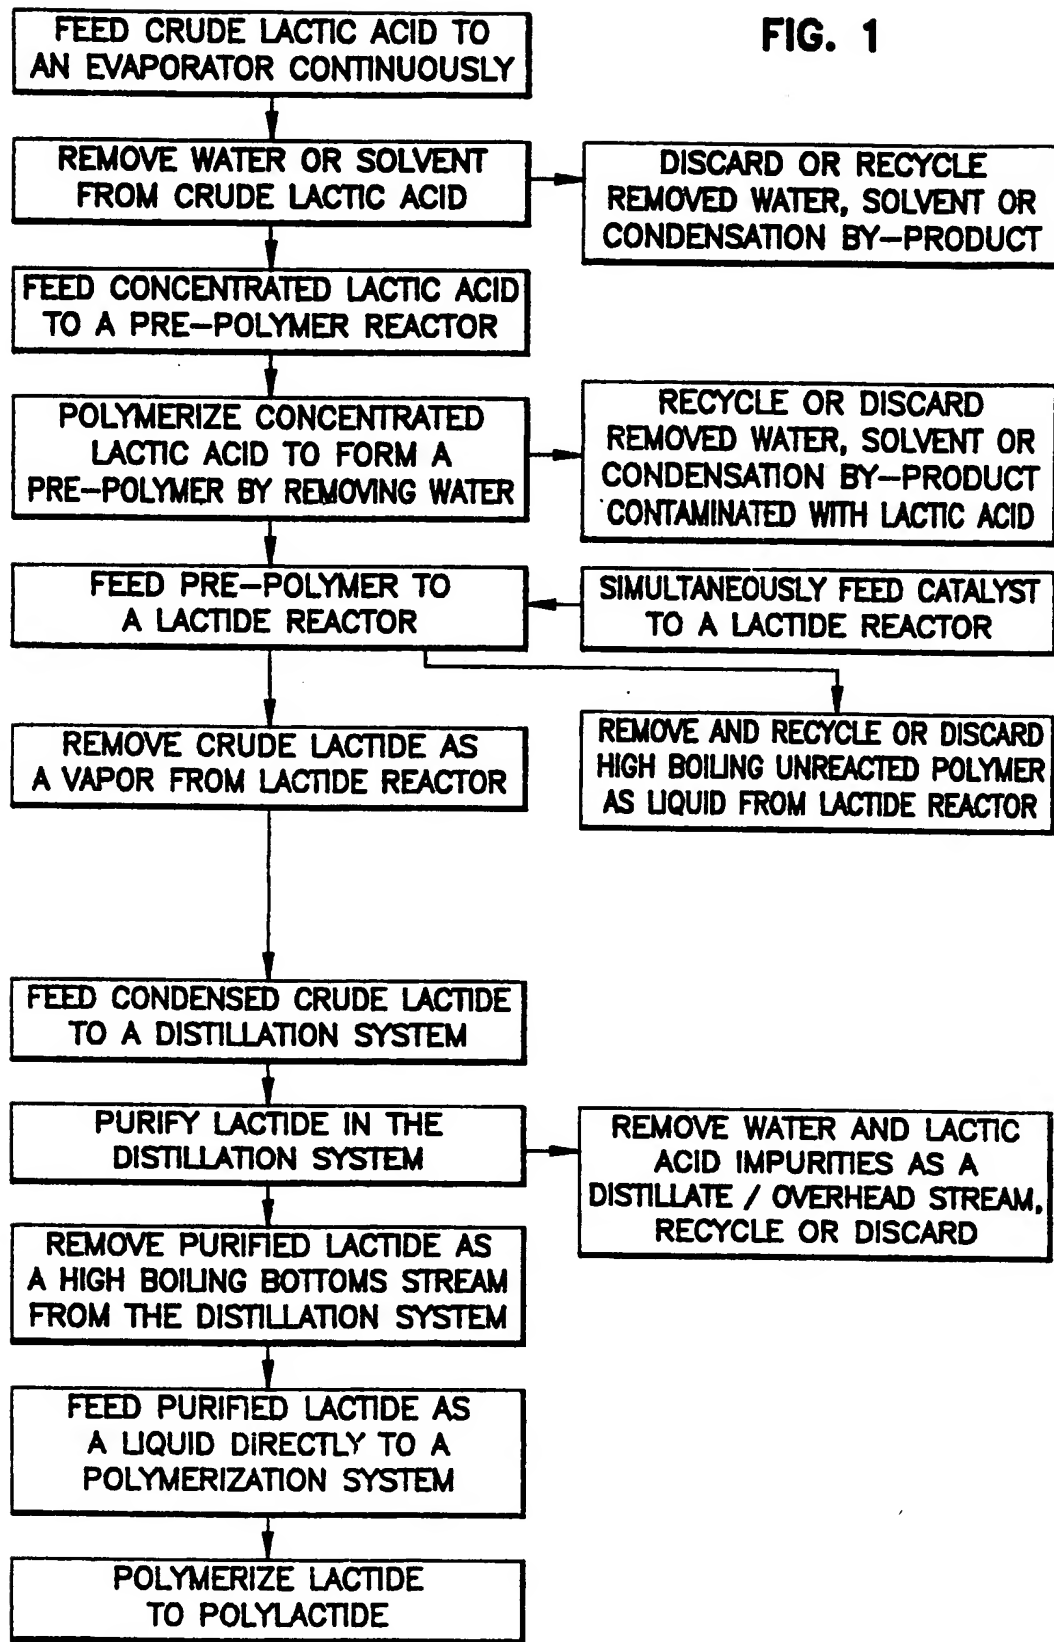 FIG. 1
FEED CRUDE LACTIC ACID TO
AN EVAPORATOR CONTINUOUSLY
REMOVE WATER OR SOLVENT
FROM CRUDE LACTIC ACID
DISCARD OR RECYCLE
REMOVED WATER, SOLVENT OR
CONDENSATION BY-PRODUCT
FEED CONCENTRATED LACTIC ACID
TO A PRE-POLYMER REACTOR
POLYMERIZE CONCENTRATED
LACTIC ACID TO FORM A
PRE-POLYMER BY REMOVING WATER
RECYCLE OR DISCARD
REMOVED WATER, SOLVENT OR
CONDENSATION BY-PRODUCT
CONTAMINATED WITH LACTIC ACID
FEED PRE-POLYMER TO
A LACTIDE REACTOR
SIMULTANEOUSLY FEED CATALYST
TO A LACTIDE REACTOR
REMOVE CRUDE LACTIDE AS
A VAPOR FROM LACTIDE REACTOR
REMOVE AND RECYCLE OR DISCARD
HIGH BOILING UNREACTED POLYMER
AS LIQUID FROM LACTIDE REACTOR
FEED CONDENSED CRUDE LACTIDE
TO A DISTILLATION SYSTEM
PURIFY LACTIDE IN THE
DISTILLATION SYSTEM
REMOVE WATER AND LACTIC
ACID IMPURITIES AS A
DISTILLATE / OVERHEAD STREAM,
RECYCLE OR DISCARD
REMOVE PURIFIED LACTIDE AS
A HIGH BOILING BOTTOMS STREAM
FROM THE DISTILLATION SYSTEM
FEED PURIFIED LACTIDE AS
A LIQUID DIRECTLY TO A
POLYMERIZATION SYSTEM
POLYMERIZE LACTIDE
TO POLYLACTIDE